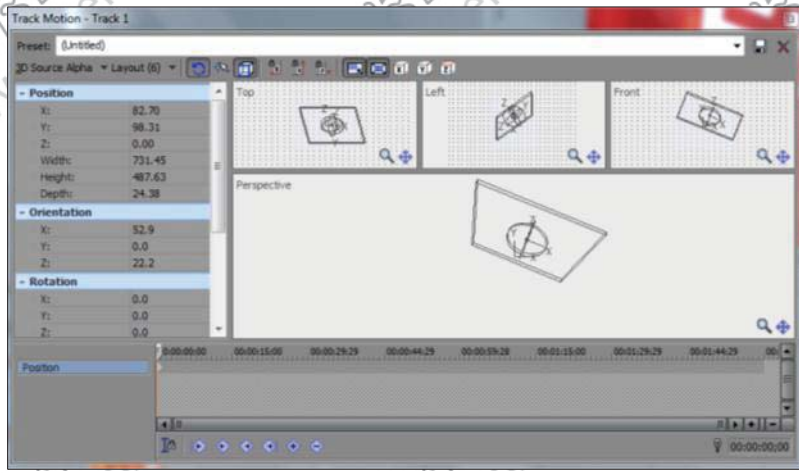 Track Motion - Track 1
Preset: (Untitled)
3D Source Alpha Layout (6)
Position
X: 82.70
Y: 98.31
Z: 0.00
Width: 731.45
Height: 487.63
Depth: 24.38
Orientation
X: 52.9
Y: 0.0
Z: 22.2
Rotation
X: 0.0
Y: 0.0
Z: 0.0
Top
Left
Front
Perspective
0:00:00:00 00:00:15:00 00:00:29:29 00:00:44:29 00:00:59:28 00:01:15:00 00:01:29:29 00:01:44:29 00:
Position
00:00:00;00